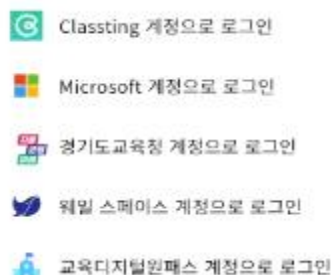 Classting 계정으로 로그인
Microsoft 계정으로 로그인
경기도교육청 계정으로 로그인
웨일 스페이스 계정으로 로그인
교육디지털원패스 계정으로 로그인